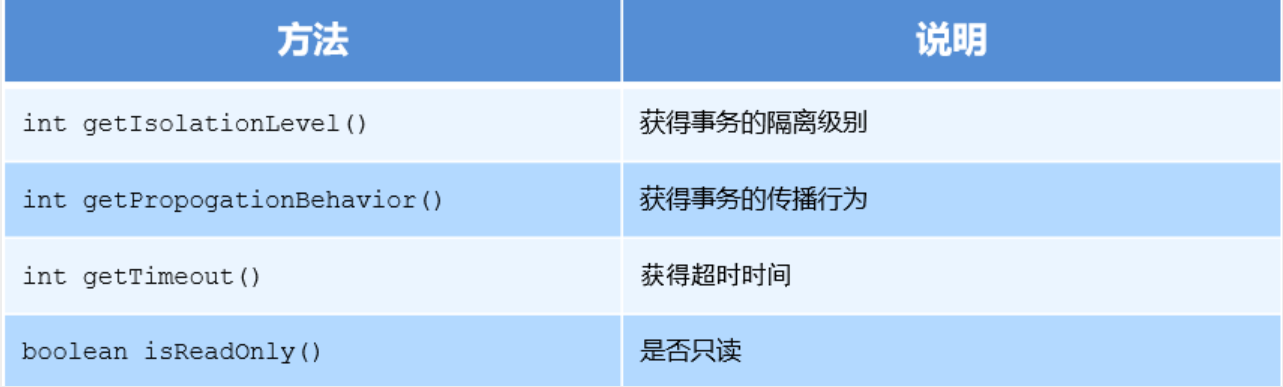 方法 说明
int getIsolationLevel() 获得事务的隔离级别
int getPropogationBehavior() 获得事务的传播行为
int getTimeout() 获得超时时间
boolean isReadOnly() 是否只读